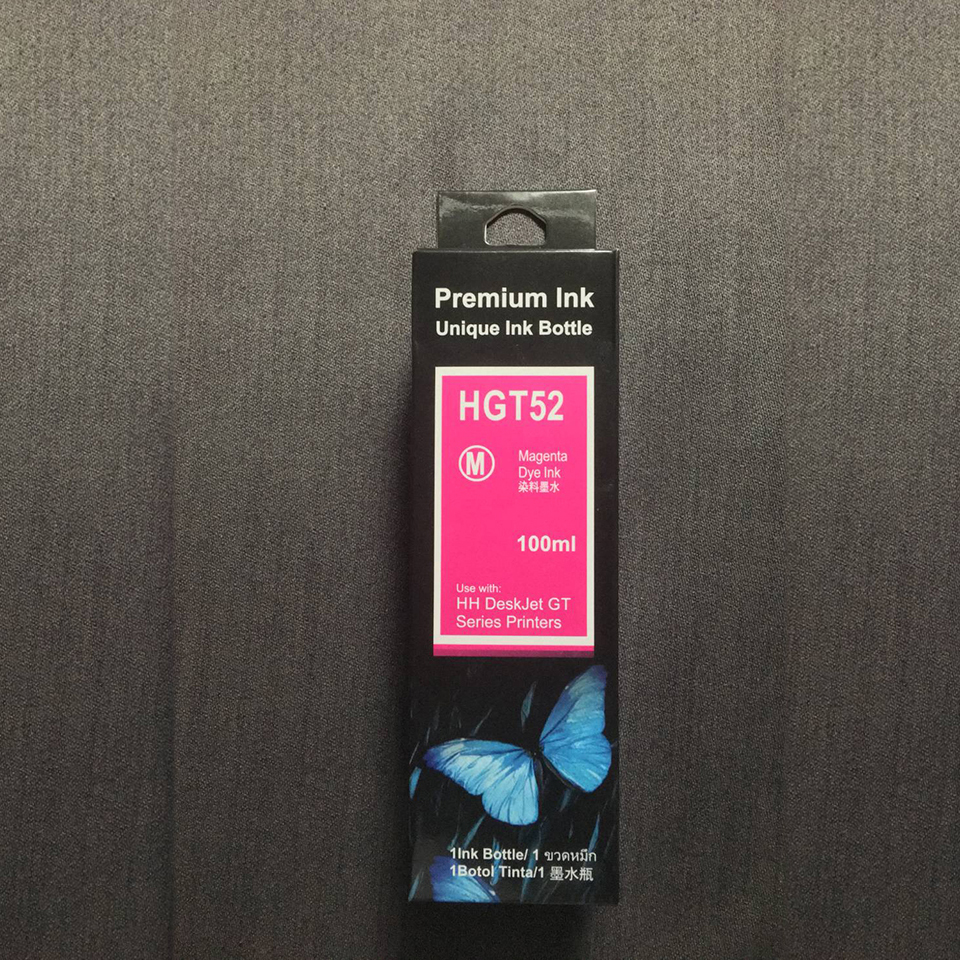 Premium Ink
Unique Ink Bottle
HGT52
M
Magenta
Dye Ink
染料墨水
100ml
Use with:
HH DeskJet GT
Series Printers
1Ink Bottle/ 1 ขวดหมึก
1Botol Tinta/1 墨水瓶